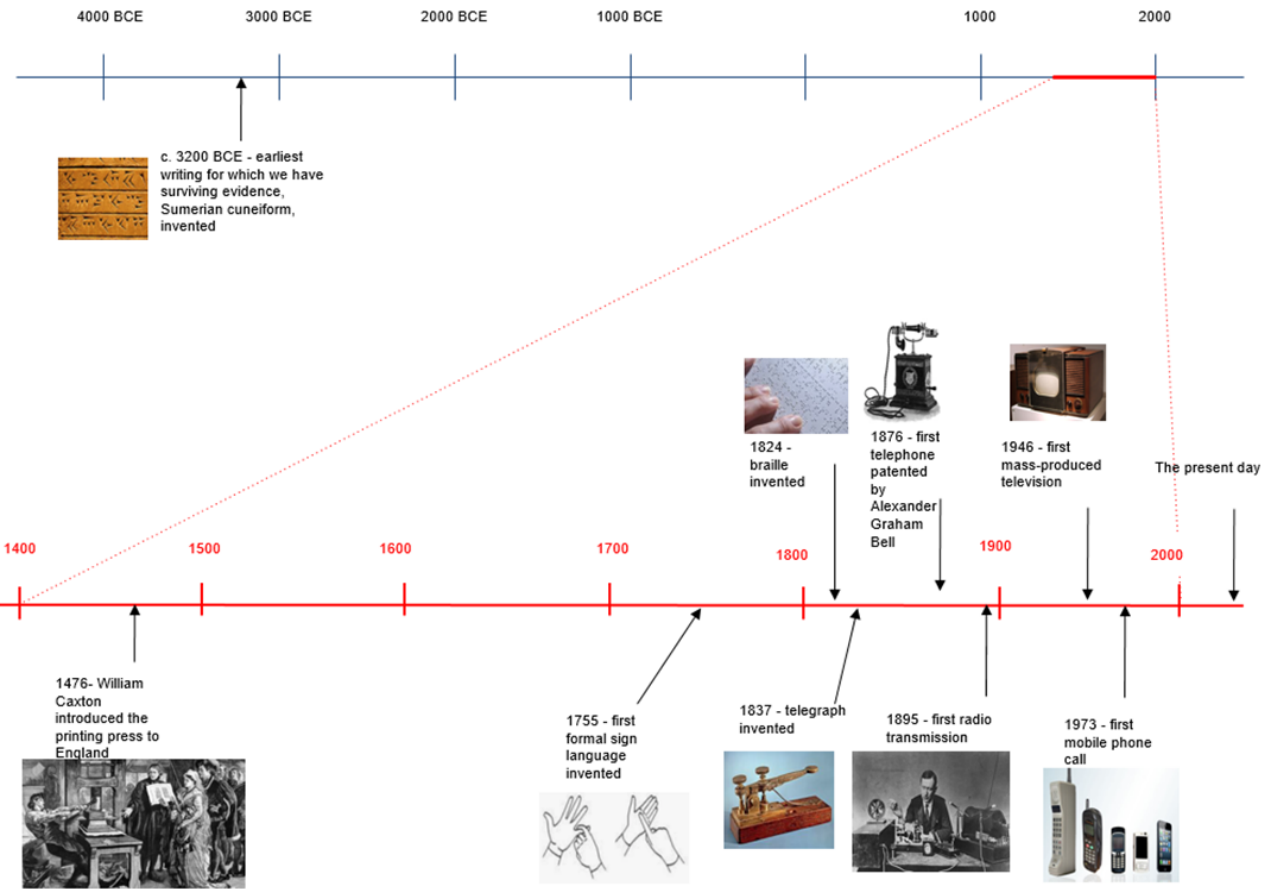 4000 BCE
3000 BCE
2000 BCE
1000 BCE
1000
2000
c. 3200 BCE - earliest
writing for which we have
surviving evidence,
Sumerian cuneiform,
invented
1824 -
braille
invented
1876 - first
telephone
patented
by
Alexander
Graham
Bell
1946 - first
mass-produced
television
The present day
1400
1500
1600
1700
1800
1900
2000
1476- William
Caxton
introduced the
printing press to
England
1755 - first
formal sign
language
invented
1837 - telegraph
invented
1895 - first radio
transmission
1973 - first
mobile phone
call